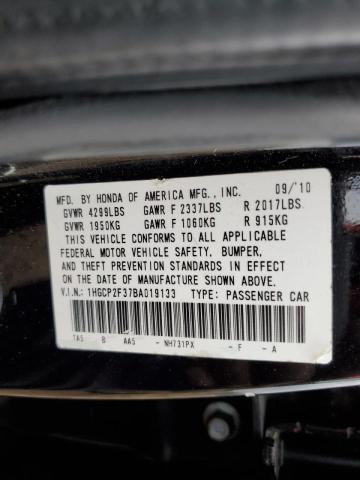 MFD. BY HONDA OF AMERICA MFG., INC. 09/'10
GVWR 4299LBS GAWR F 2337LBS R 2017LBS
GVWR 1950KG GAWR F 1060KG R 915KG
THIS VEHICLE CONFORMS TO ALL APPLICABLE
FEDERAL MOTOR VEHICLE SAFETY, BUMPER,
AND THEFT PREVENTION STANDARDS IN EFFECT
ON THE DATE OF MANUFACTURE SHOWN ABOVE.
V.I.N.: 1HGCP2F37BA019133 TYPE: PASSENGER CAR
TA5 B AA5 - NH731PX - F - A